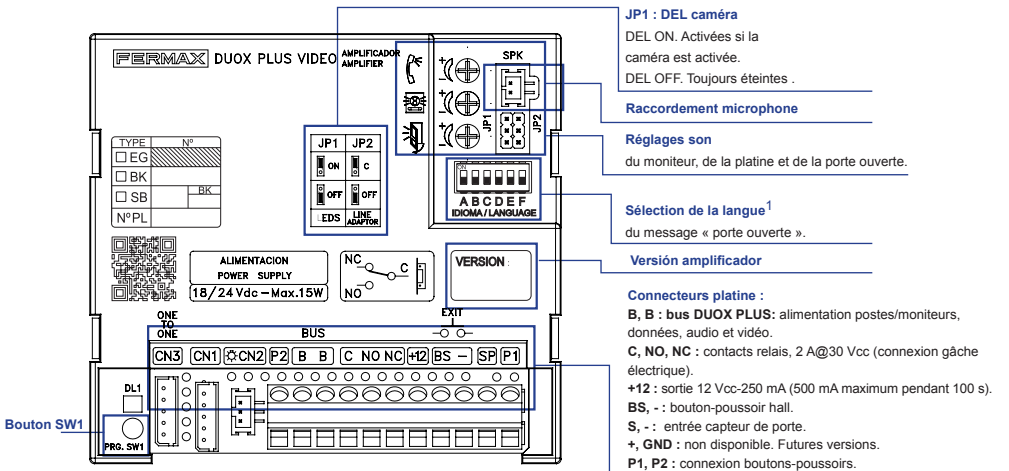 FERMAX DUOX PLUS VIDEO AMPLIFICADOR AMPLIFIER
SPK
JP1
JP2
TYPE Nº
EG
BK BK
SB
Nº PL
JP1 JP2
ON C
OFF OFF
LEDS LINE ADAPTOR
ON
A B C D E F
IDIOMA / LANGUAGE
ALIMENTACION
POWER SUPPLY
18/24 Vdc – Max.15W
NC
C
NO
VERSION :
ONE TO ONE
BUS
EXIT
CN3 CN1 CN2 P2 B B C NO NC +12 BS – SP P1
DL1
PRG. SW1
Bouton SW1
JP1 : DEL caméra
DEL ON. Activées si la
caméra est activée.
DEL OFF. Toujours éteintes .
Raccordement microphone
Réglages son
du moniteur, de la platine et de la porte ouverte.
Sélection de la langue1
du message « porte ouverte ».
Versión amplificador
Connecteurs platine :
B, B : bus DUOX PLUS: alimentation postes/moniteurs,
données, audio et vidéo.
C, NO, NC : contacts relais, 2 A@30 Vcc (connexion gâche
électrique).
+12 : sortie 12 Vcc-250 mA (500 mA maximum pendant 100 s).
BS, - : bouton-poussoir hall.
S, - : entrée capteur de porte.
+, GND : non disponible. Futures versions.
P1, P2 : connexion boutons-poussoirs.